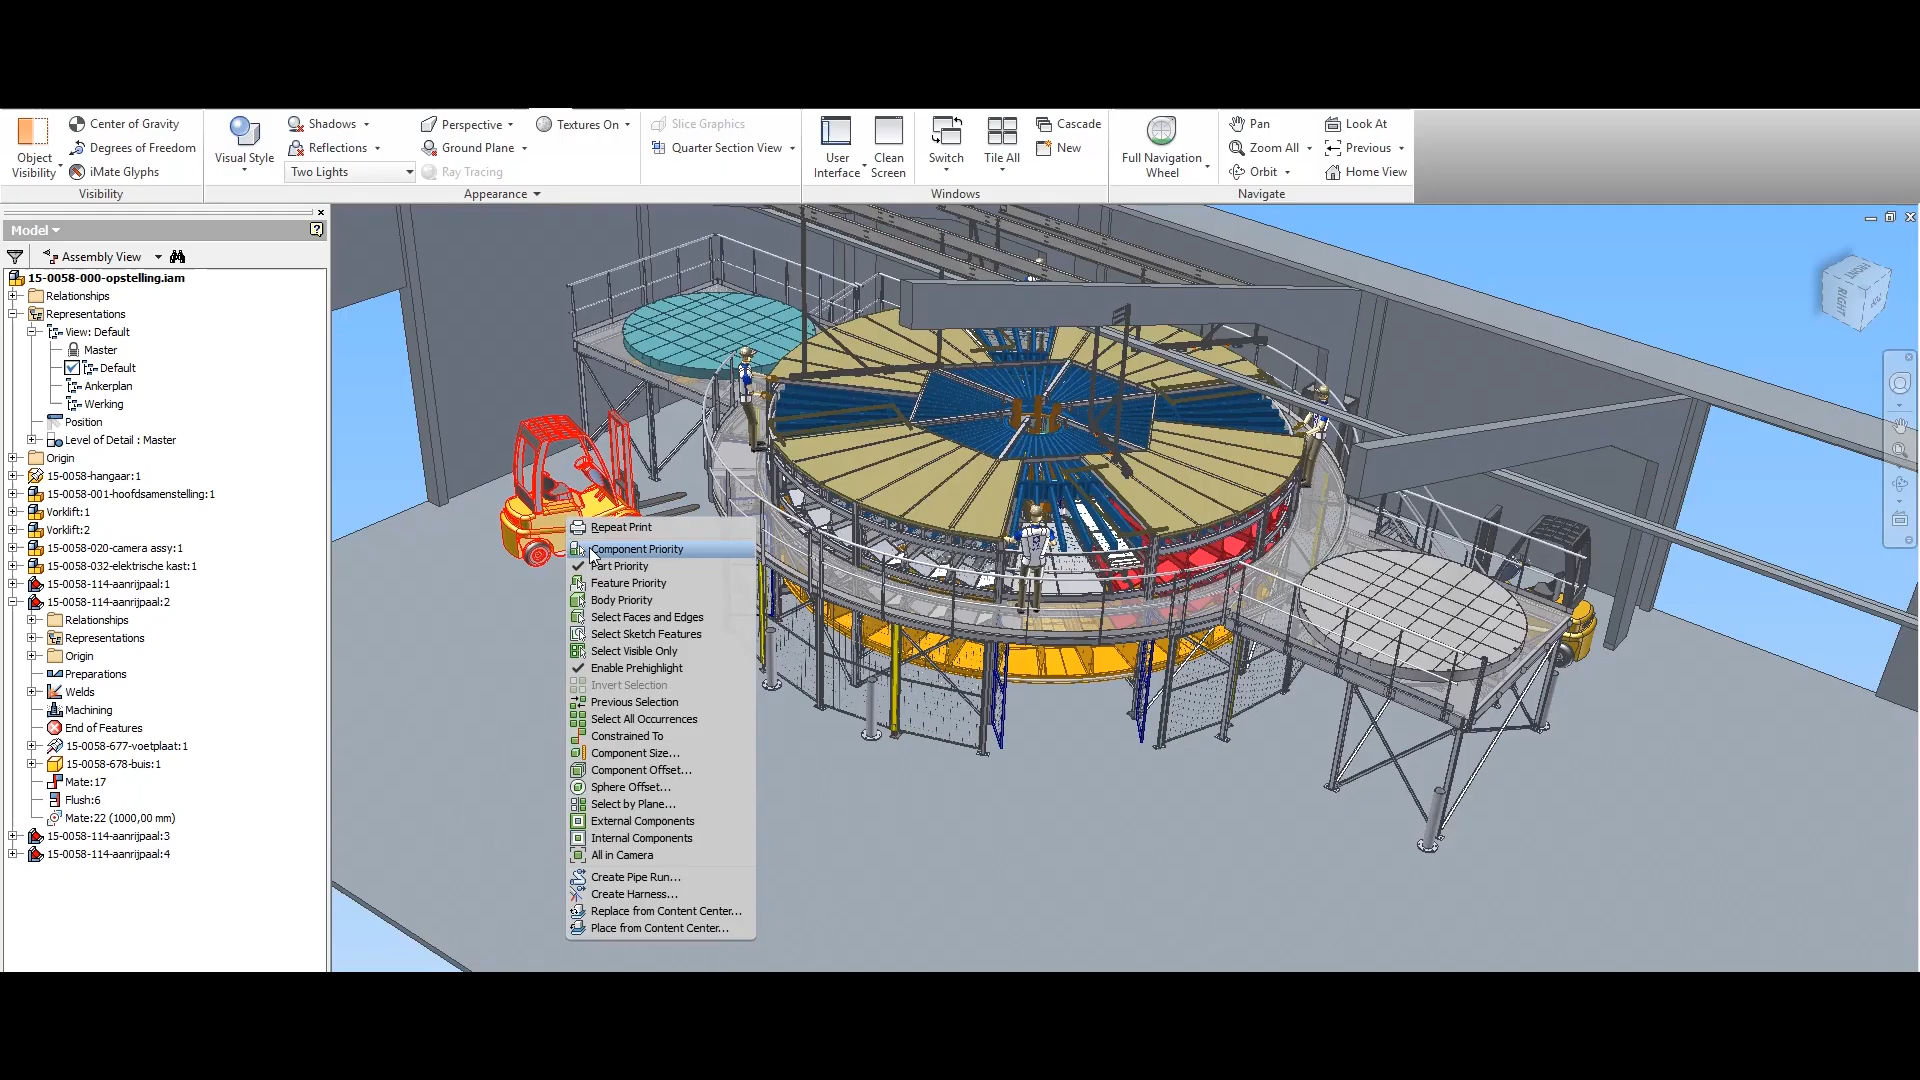 Object
Visibility
Center of Gravity
Degrees of Freedom
iMate Glyphs
Visibility
Visual Style
Shadows
Reflections
Two Lights
Perspective
Ground Plane
Ray Tracing
Textures On
Appearance
Slice Graphics
Quarter Section View
User
Interface
Clean
Screen
Switch
Tile All
Cascade
New
Windows
Full Navigation
Wheel
Pan
Zoom All
Orbit
Look At
Previous
Home View
Navigate
Model
Assembly View
15-0058-000-opstelling.iam
Relationships
Representations
View: Default
Master
Default
Ankerplan
Werking
Position
Level of Detail : Master
Origin
15-0058-hangaar:1
15-0058-001-hoofdsamenstelling:1
Vorklift:1
Vorklift:2
15-0058-020-camera assy:1
15-0058-032-elektrische kast:1
15-0058-114-aanrijpaal:1
15-0058-114-aanrijpaal:2
Relationships
Representations
Origin
Preparations
Welds
Machining
End of Features
15-0058-677-voetplaat:1
15-0058-678-buis:1
Mate:17
Flush:6
Mate:22 (1000,00 mm)
15-0058-114-aanrijpaal:3
15-0058-114-aanrijpaal:4
Repeat Print
Component Priority
Part Priority
Feature Priority
Body Priority
Select Faces and Edges
Select Sketch Features
Select Visible Only
Enable Prehighlight
Invert Selection
Previous Selection
Select All Occurrences
Constrained To
Component Size...
Component Offset...
Sphere Offset...
Select by Plane...
External Components
Internal Components
All in Camera
Create Pipe Run...
Create Harness...
Replace from Content Center...
Place from Content Center...
FRONT
RIGHT